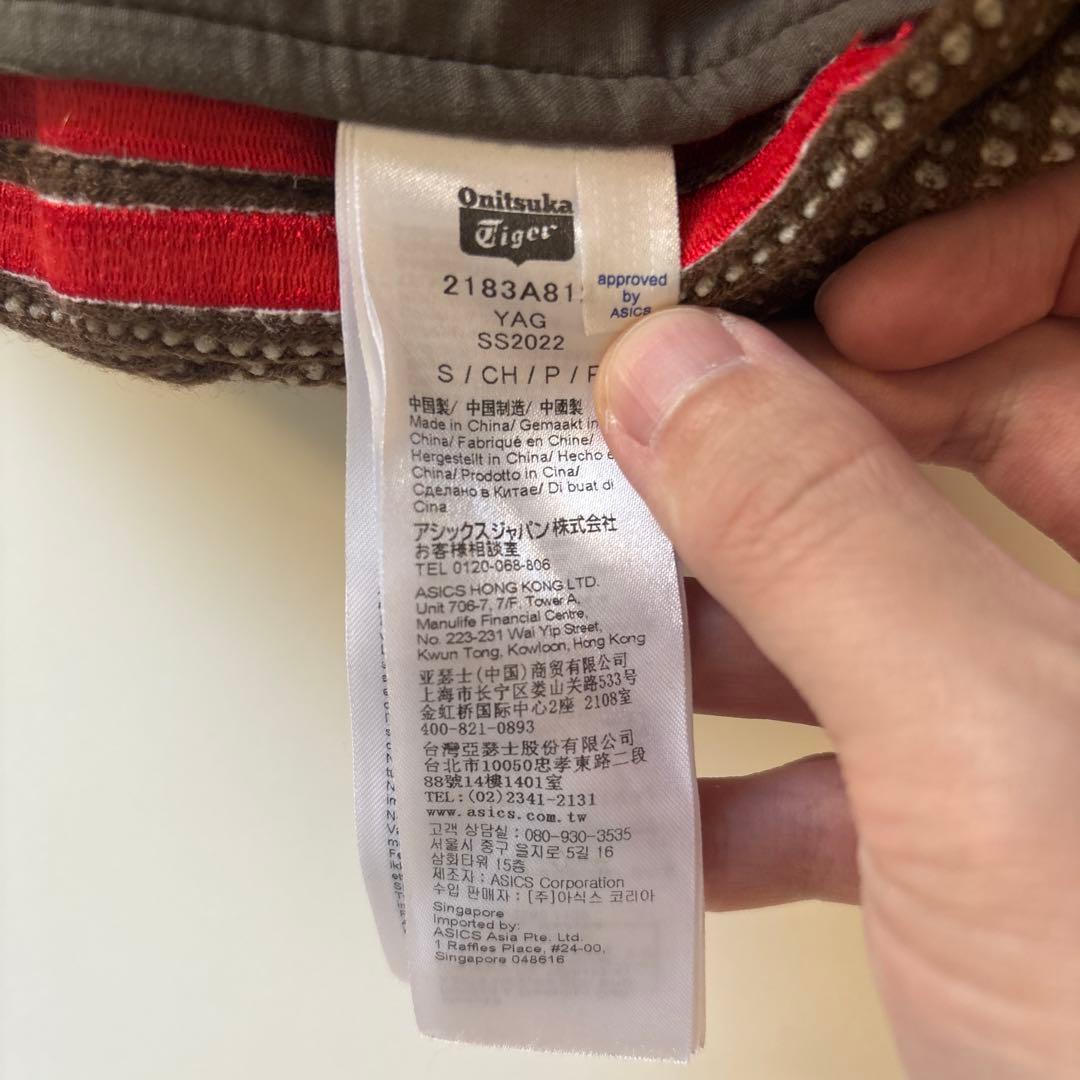 Onitsuka
Tiger
2183A81
approved
by
ASICS
YAG
SS2022
S / CH / P /
中国製/ 中国制造/ 中國製
Made in China/ Gemaakt in
China/ Fabriqué en Chine/
Hergestellt in China/ Hecho e
China/ Prodotto in Cina/
Сделано в Китае/ Di buat di
Cina
アシックスジャパン株式会社
お客様相談室
TEL 0120-068-806
ASICS HONG KONG LTD.
Unit 706-7, 7/F, Tower A,
Manulife Financial Centre,
No. 223-231 Wai Yip Street,
Kwun Tong, Kowloon, Hong Kong
亚瑟士(中国)商贸有限公司
上海市长宁区娄山关路533号
金虹桥国际中心2座 2108室
400-821-0893
台灣亞瑟士股份有限公司
台北市10050忠孝東路二段
88號14樓1401室
TEL:(02)2341-2131
www.asics.com.tw
고객 상담실 : 080-930-3535
서울시 중구 을지로 5길 16
삼화타워 15층
제조자 : ASICS Corporation
수입 판매자 : [주]아식스 코리아
Singapore
Imported by:
ASICS Asia Pte. Ltd.
1 Raffles Place, #24-00,
Singapore 048616